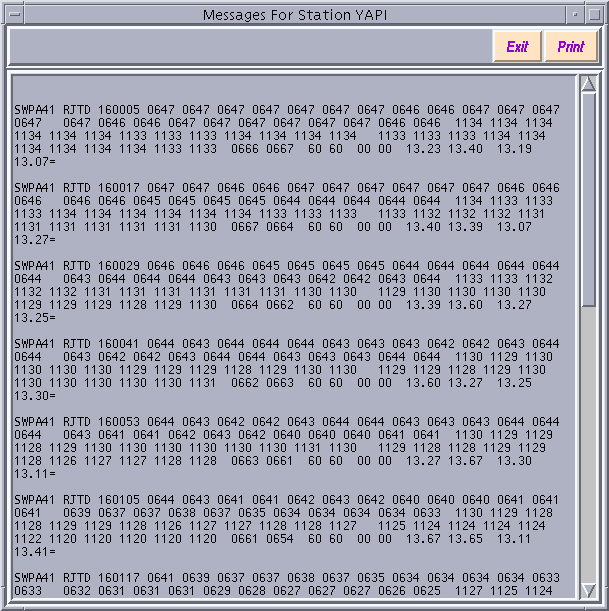 Messages For Station YAPI
Exit Print
SWPA41 RJTD 160005 0647 0647 0647 0647 0647 0647 0647 0646 0646 0647 0647 0647
0647 0647 0646 0646 0647 0647 0647 0647 0647 0647 0646 0646 1134 1134 1134
1134 1134 1134 1133 1133 1133 1134 1134 1134 1134 1133 1133 1133 1134 1134
1134 1134 1134 1134 1133 1133 0666 0667 60 60 00 00 13.23 13.40 13.19
13.07=
SWPA41 RJTD 160017 0647 0647 0646 0646 0647 0647 0647 0647 0647 0647 0646 0646
0646 0646 0646 0645 0645 0645 0645 0644 0644 0644 0644 0644 1134 1133 1133
1133 1134 1134 1134 1134 1134 1134 1133 1133 1133 1133 1132 1132 1132 1131
1131 1131 1131 1131 1131 1130 0667 0664 60 60 00 00 13.40 13.39 13.07
13.27=
SWPA41 RJTD 160029 0646 0646 0646 0645 0645 0645 0645 0644 0644 0644 0644 0644
0644 0643 0644 0644 0644 0643 0643 0643 0642 0642 0643 0644 1133 1133 1132
1132 1132 1131 1131 1131 1131 1131 1131 1130 1130 1129 1130 1130 1130 1130
1129 1129 1129 1128 1129 1130 0664 0662 60 60 00 00 13.39 13.60 13.27
13.25=
SWPA41 RJTD 160041 0644 0643 0644 0644 0644 0643 0643 0643 0642 0642 0643 0644
0644 0643 0642 0642 0643 0644 0644 0644 0643 0643 0644 0644 1130 1129 1130
1130 1130 1130 1129 1129 1129 1128 1129 1130 1130 1129 1129 1128 1129 1130
1130 1130 1130 1130 1130 1131 0662 0663 60 60 00 00 13.60 13.27 13.25
13.30=
SWPA41 RJTD 160053 0644 0643 0642 0642 0643 0644 0644 0643 0643 0643 0644 0644
0644 0643 0641 0641 0642 0643 0642 0640 0640 0640 0641 0641 1130 1129 1129
1128 1129 1130 1130 1130 1130 1130 1130 1131 1130 1129 1128 1128 1129 1129
1128 1126 1127 1127 1128 1128 0663 0661 60 60 00 00 13.27 13.67 13.30
13.11=
SWPA41 RJTD 160105 0644 0643 0641 0641 0642 0643 0642 0640 0640 0640 0641 0641
0641 0639 0637 0637 0638 0637 0635 0634 0634 0634 0634 0633 1130 1129 1128
1128 1129 1129 1128 1126 1127 1127 1128 1128 1127 1125 1124 1124 1124 1124
1122 1120 1120 1120 1120 1120 0661 0654 60 60 00 00 13.67 13.65 13.11
13.41=
SWPA41 RJTD 160117 0641 0639 0637 0637 0638 0637 0635 0634 0634 0634 0634 0633
0633 0632 0631 0631 0631 0629 0628 0627 0627 0627 0626 0625 1127 1125 1124